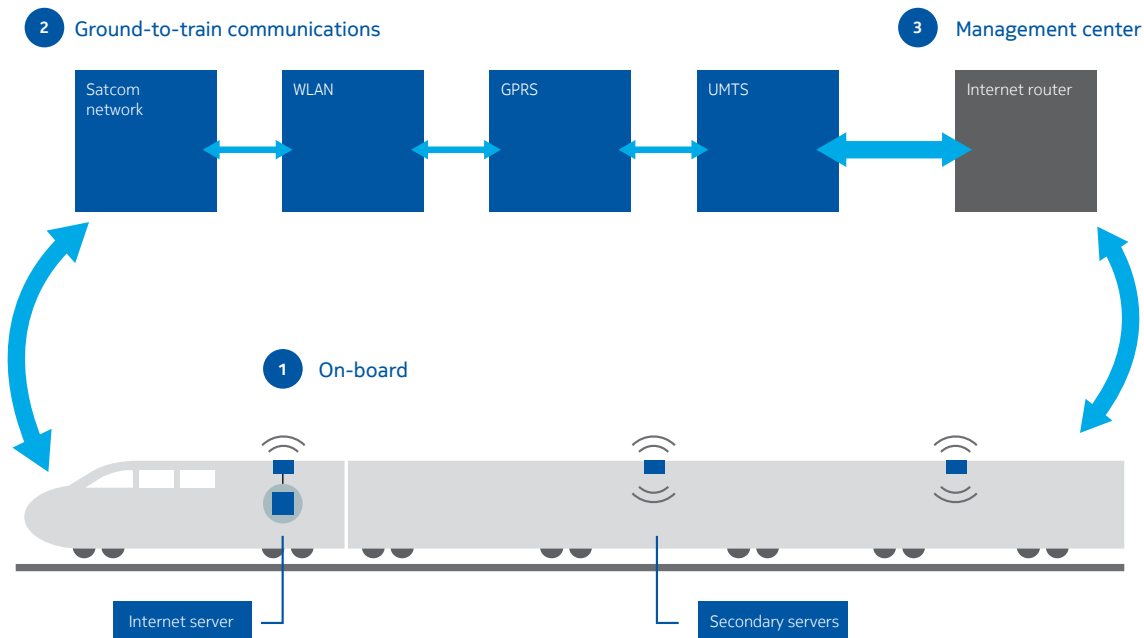 2 Ground-to-train communications
3 Management center
Satcom
network
WLAN
GPRS
UMTS
Internet router
1 On-board
Internet server
Secondary servers